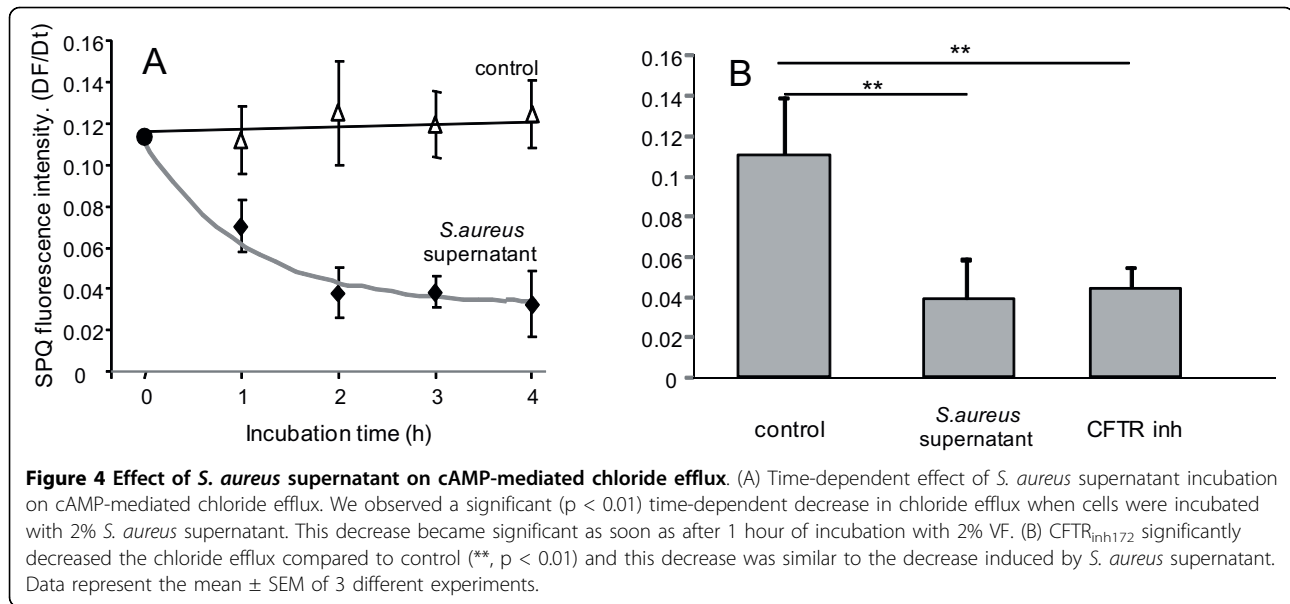 SPQ fluorescence intensity. (DF/Dt)
A
0.16
0.14
0.12
0.10
0.08
0.06
0.04
0.02
0
control
S.aureus
supernatant
0 1 2 3 4
Incubation time (h)
B
**
**
0.16
0.14
0.12
0.1
0.08
0.06
0.04
0.02
0
control
S.aureus
supernatant
CFTR inh
Figure 4 Effect of S. aureus supernatant on cAMP-mediated chloride efflux. (A) Time-dependent effect of S. aureus supernatant incubation
on cAMP-mediated chloride efflux. We observed a significant (p < 0.01) time-dependent decrease in chloride efflux when cells were incubated
with 2% S. aureus supernatant. This decrease became significant as soon as after 1 hour of incubation with 2% VF. (B) CFTRinh172 significantly
decreased the chloride efflux compared to control (**, p < 0.01) and this decrease was similar to the decrease induced by S. aureus supernatant.
Data represent the mean ± SEM of 3 different experiments.